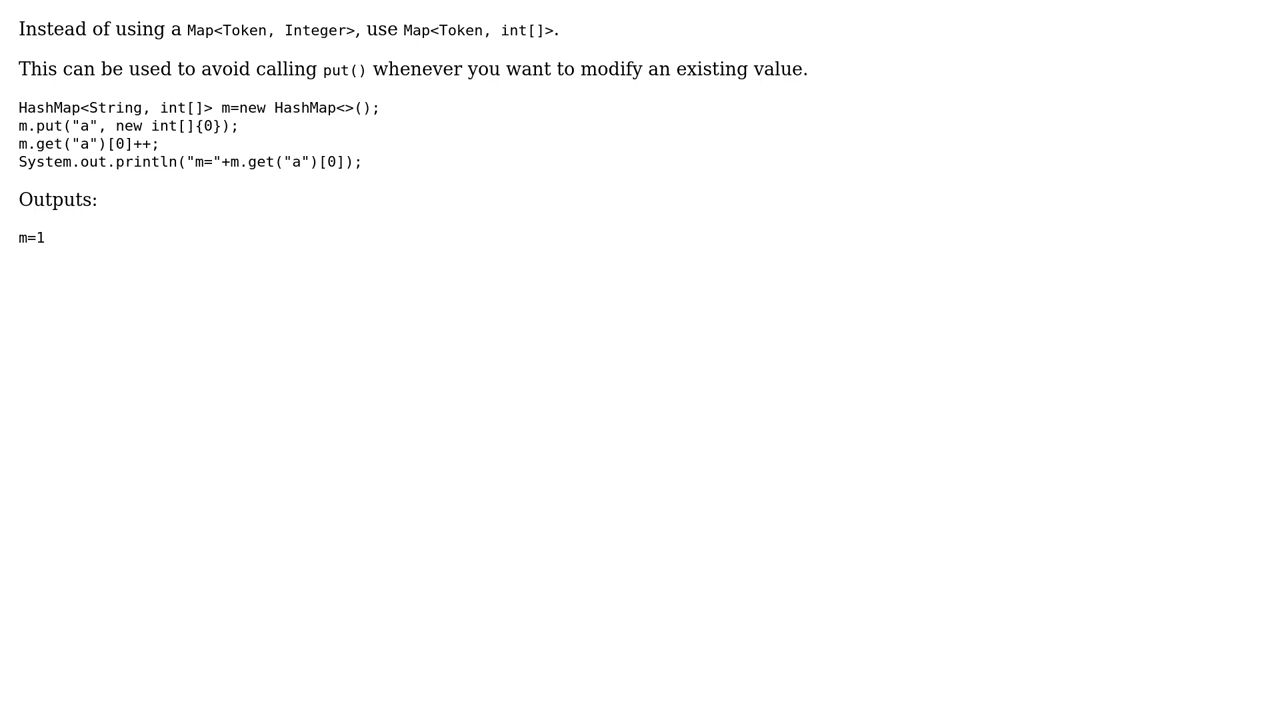 Instead of using a Map<Token, Integer>, use Map<Token, int[]>.
This can be used to avoid calling put() whenever you want to modify an existing value.
HashMap<String, int[]> m=new HashMap<>();
m.put("a", new int[]{0});
m.get("a")[0]++;
System.out.println("m="+m.get("a")[0]);
Outputs:
m=1